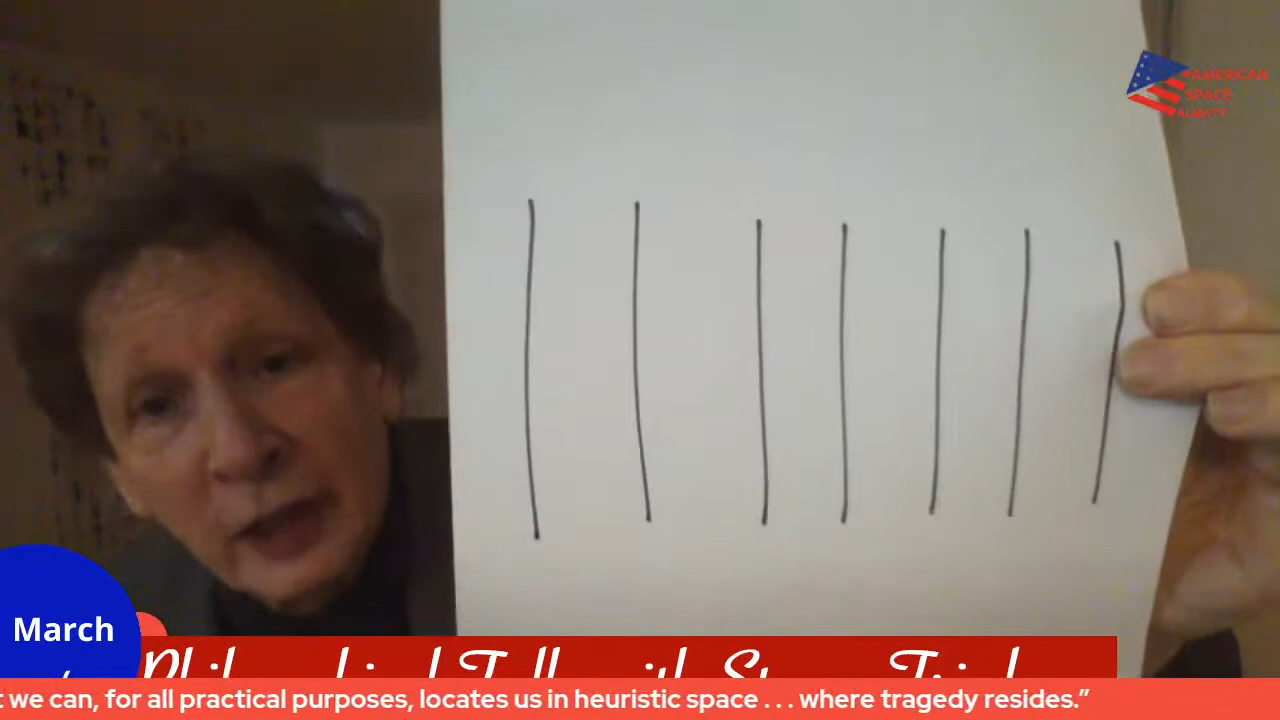 AMERICAN
SPACE
ALMATY
March
we can, for all practical purposes, locates us in heuristic space . . . where tragedy resides.”